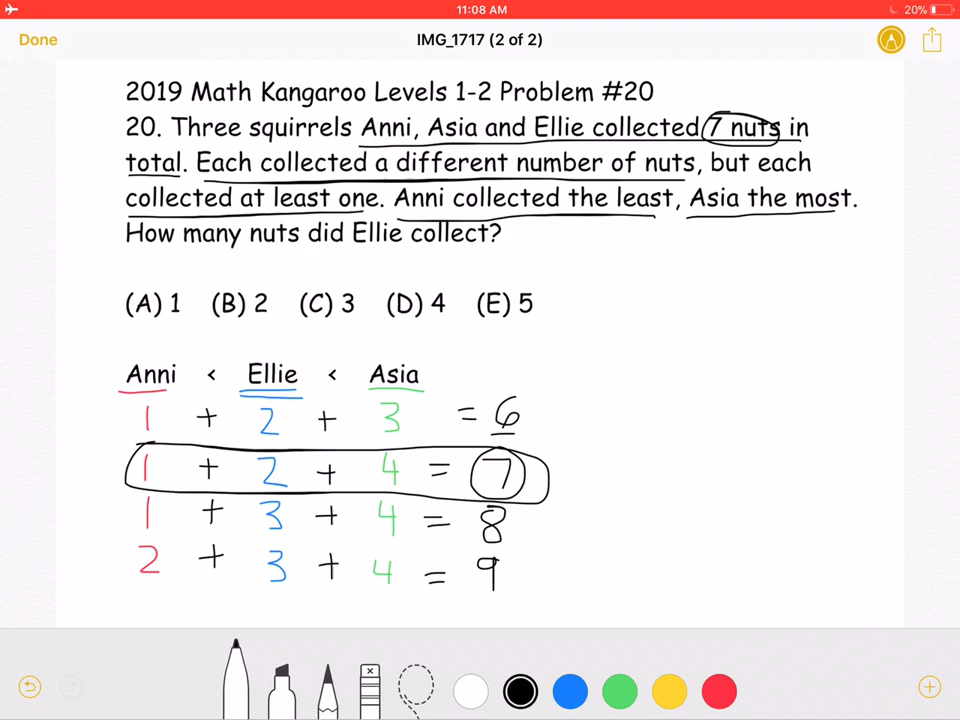 11:08 AM
20%
Done
IMG_1717 (2 of 2)
2019 Math Kangaroo Levels 1-2 Problem #20
20. Three squirrels Anni, Asia and Ellie collected 7 nuts in
total. Each collected a different number of nuts, but each
collected at least one. Anni collected the least, Asia the most.
How many nuts did Ellie collect?
(A) 1 (B) 2 (C) 3 (D) 4 (E) 5
Anni < Ellie < Asia
1 + 2 + 3 = 6
1 + 2 + 4 = 7
1 + 3 + 4 = 8
2 + 3 + 4 = 9